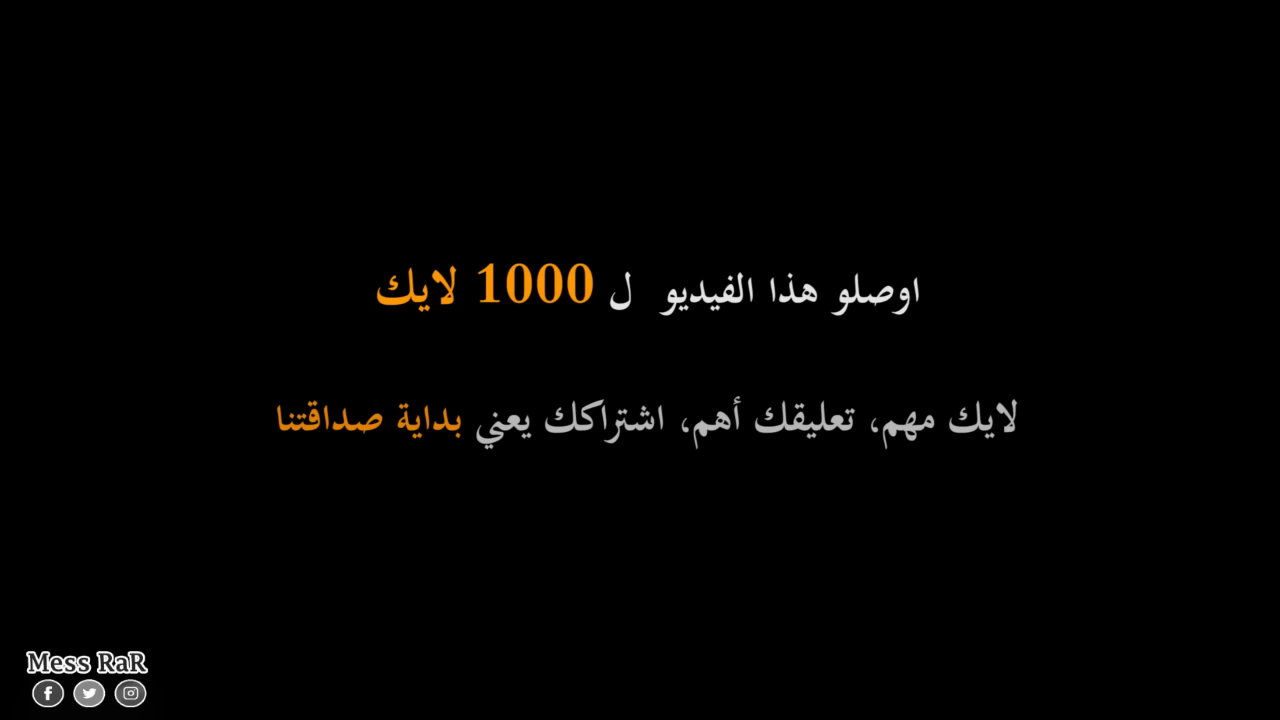 اوصلو هذا الفيديو ل 1000 لايك
لايك مهم، تعليقك أهم، اشتراكك يعني بداية صداقتنا
Mess RaR